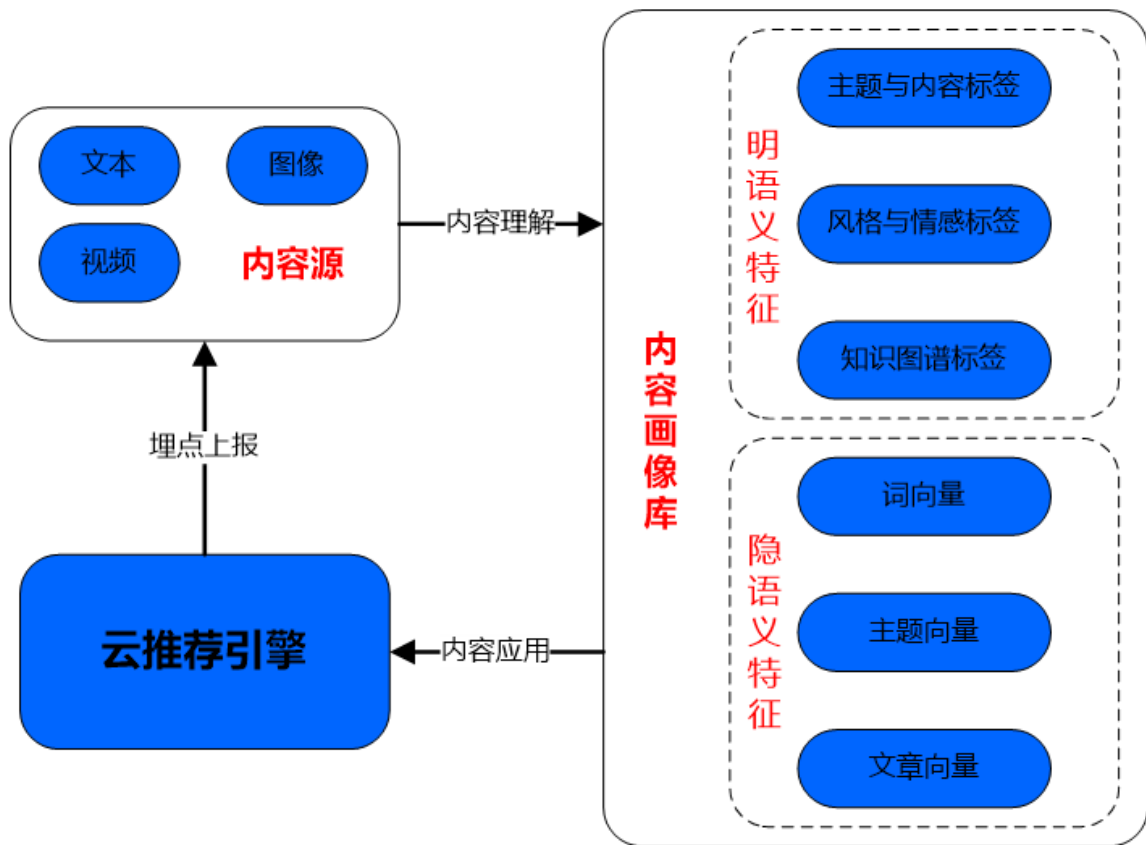 文本
图像
视频
内容源
内容理解
埋点上报
云推荐引擎
内容应用
内容画像库
明语义特征
主题与内容标签
风格与情感标签
知识图谱标签
隐语义特征
词向量
主题向量
文章向量